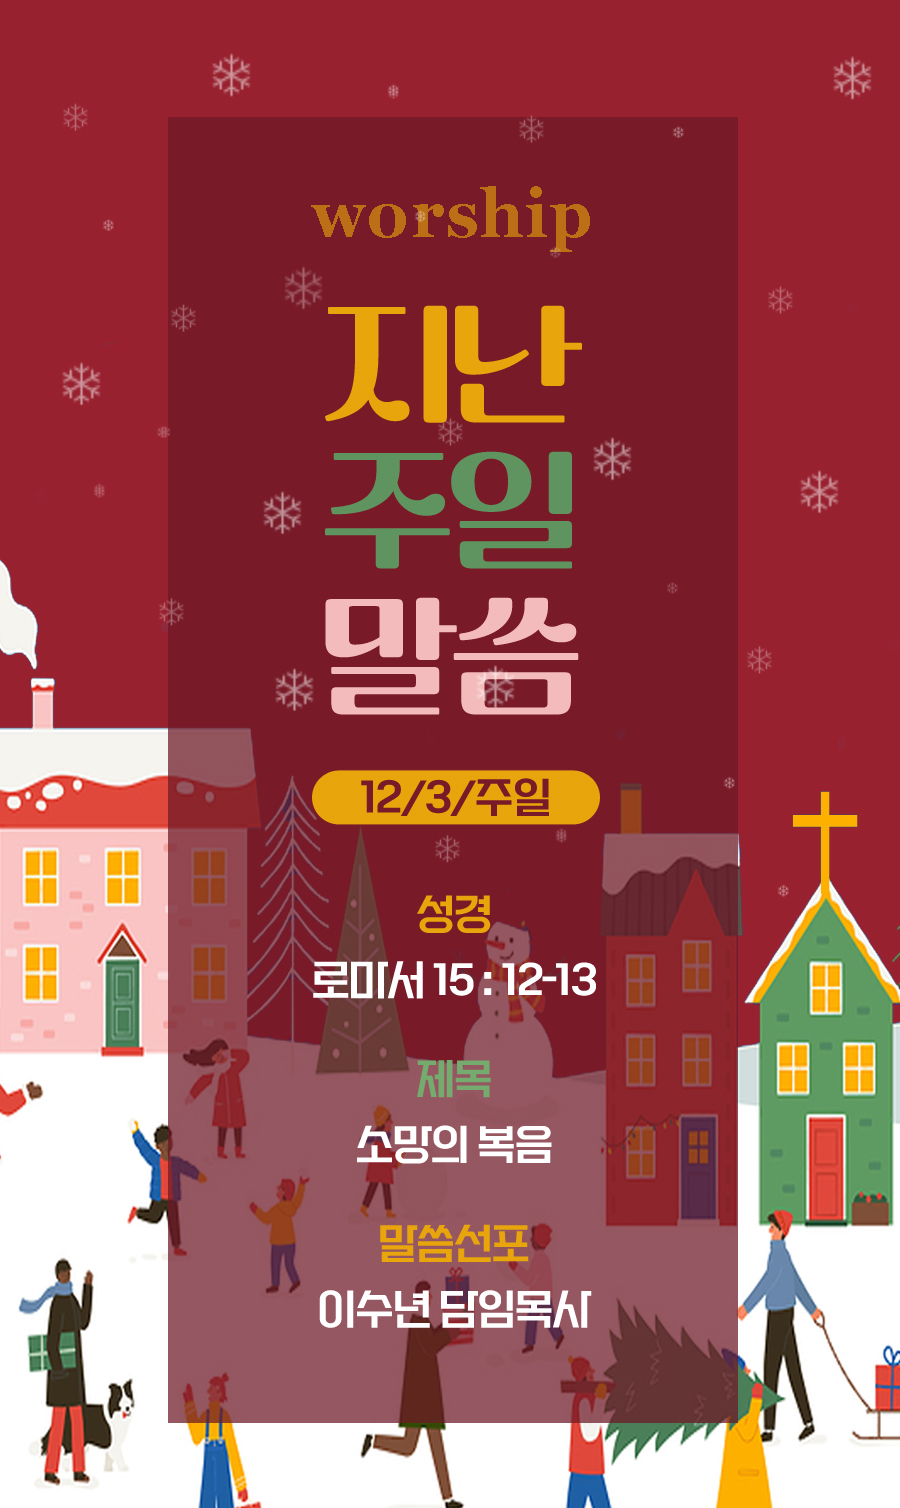 worship
지난
주일
말씀
12/3/주일
성경
로마서 15 : 12-13
제목
소망의 복음
말씀선포
이수년 담임목사